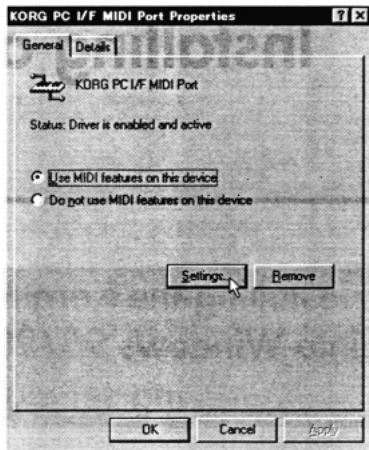 KORG PC I/F MIDI Port Properties
General Details
KORG PC I/F MIDI Port
Status: Driver is enabled and active
Use MIDI features on this device
Do not use MIDI features on this device
Settings... Remove
OK Cancel Apply